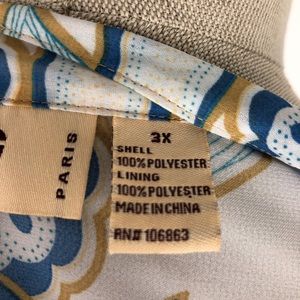 PARIS
3X
SHELL
100% POLYESTER
LINING
100% POLYESTER
MADE IN CHINA
RN# 106863